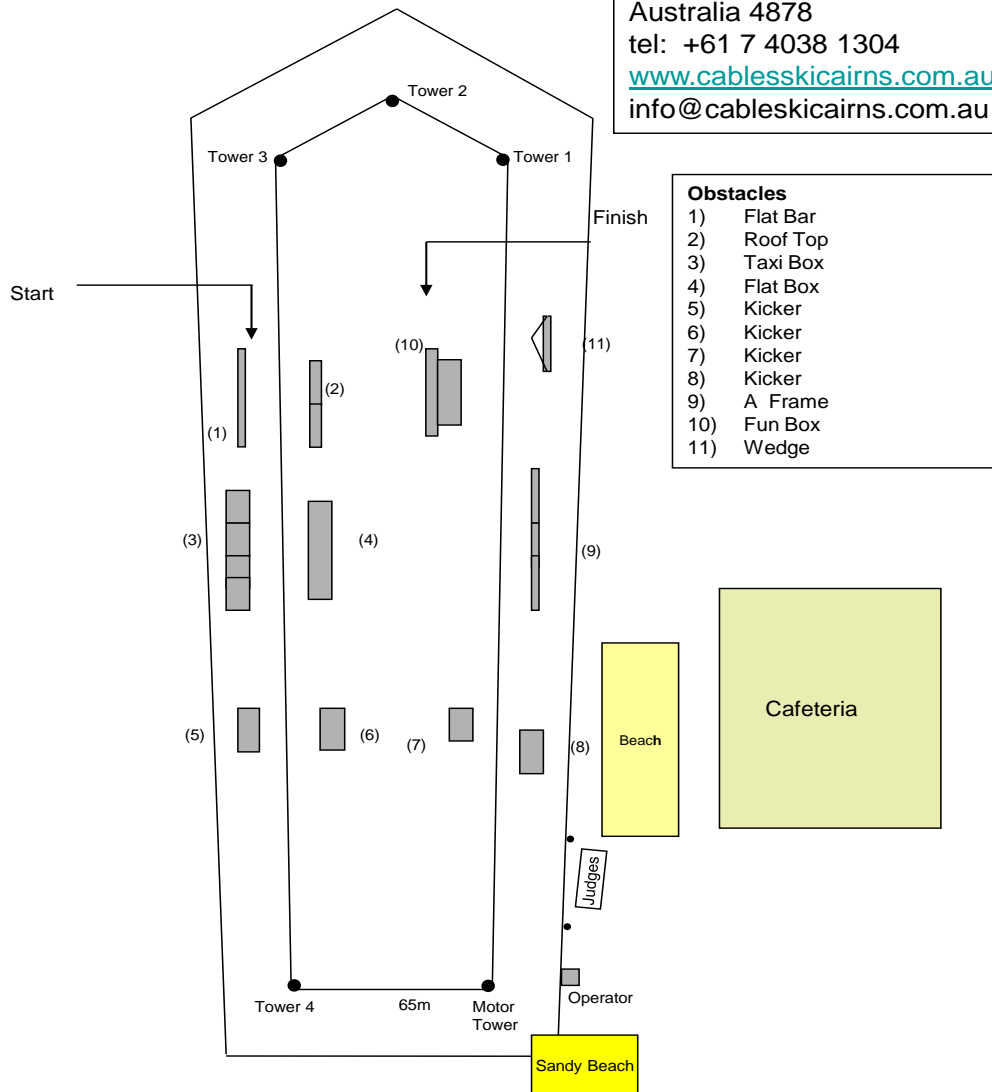 Australia 4878
tel:  +61 7 4038 1304
www.cablesskicairns.com.au
info@cableskicairns.com.au
Tower 2
Tower 3
Tower 1
Finish
Start
Obstacles
1) Flat Bar
2) Roof Top
3) Taxi Box
4) Flat Box
5) Kicker
6) Kicker
7) Kicker
8) Kicker
9) A Frame
10) Fun Box
11) Wedge
(10)
(11)
(2)
(1)
(3)
(4)
(9)
(5)
(6)
(7)
(8)
Beach
Cafeteria
Judges
Tower 4
65m
Motor
Tower
Operator
Sandy Beach